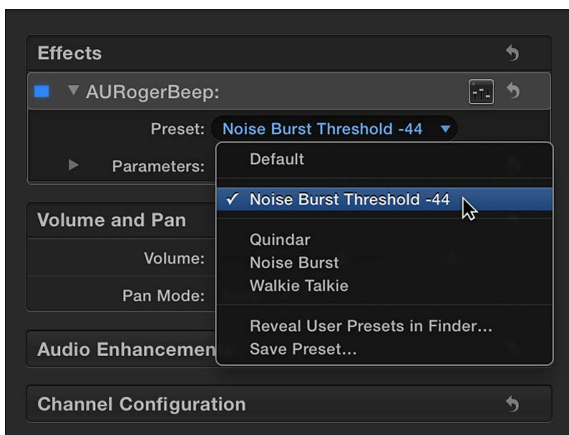 Effects
AURogerBeep:
Preset: Noise Burst Threshold -44
Parameters:
Default
✓ Noise Burst Threshold -44
Volume and Pan
Quindar
Volume:
Noise Burst
Walkie Talkie
Pan Mode:
Reveal User Presets in Finder...
Save Preset...
Audio Enhancemen
Channel Configuration